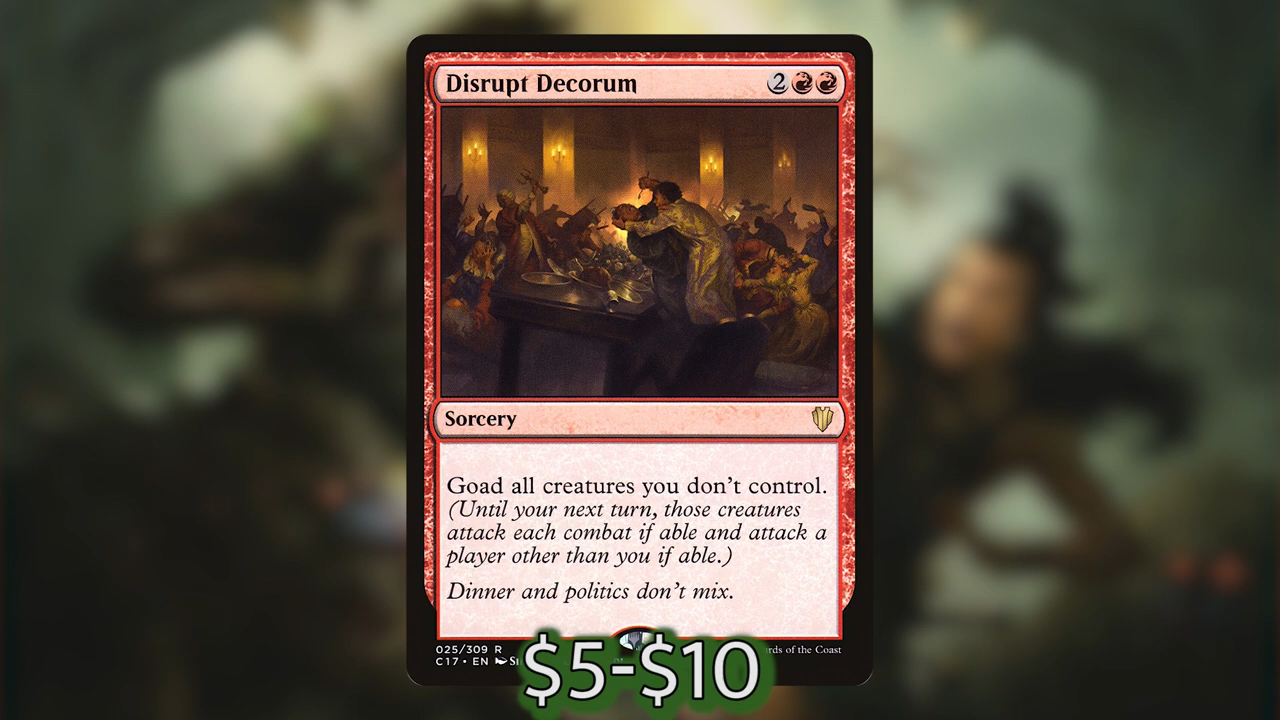 Disrupt Decorum 2
Sorcery
Goad all creatures you don't control.
(Until your next turn, those creatures
attack each combat if able and attack a
player other than you if able.)
Dinner and politics don't mix.
025/309 R
C17 • EN
of the Coast
$5-$10